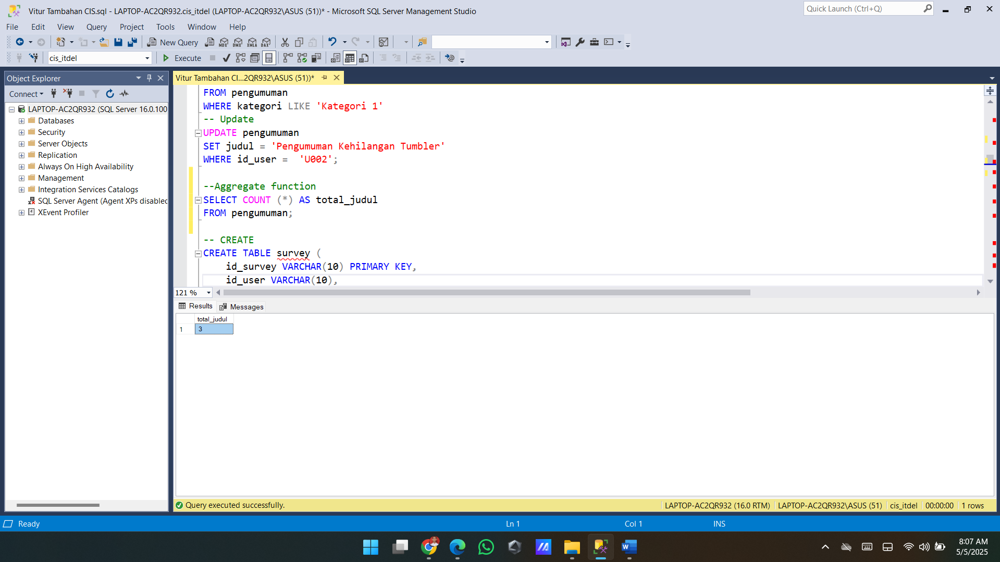 Vitur Tambahan CIS.sql - LAPTOP-AC2QR932.cis_itdel (LAPTOP-AC2QR932\ASUS (51))* - Microsoft SQL Server Management Studio
Quick Launch (Ctrl+Q)
File Edit View Query Project Tools Window Help
New Query MDX DMX XMLA DAX
cis_itdel Execute
Object Explorer
Connect
LAPTOP-AC2QR932 (SQL Server 16.0.100
Databases
Security
Server Objects
Replication
Always On High Availability
Management
Integration Services Catalogs
SQL Server Agent (Agent XPs disabled
XEvent Profiler
Vitur Tambahan CI...2QR932\ASUS (51))*
FROM pengumuman
WHERE kategori LIKE 'Kategori 1'
-- Update
UPDATE pengumuman
SET judul = 'Pengumuman Kehilangan Tumbler'
WHERE id_user =  'U002';
--Aggregate function
SELECT COUNT (*) AS total_judul
FROM pengumuman;
-- CREATE
CREATE TABLE survey (
id_survey VARCHAR(10) PRIMARY KEY,
id_user VARCHAR(10),
121 %
Results Messages
total_judul
1 3
Query executed successfully. LAPTOP-AC2QR932 (16.0 RTM) LAPTOP-AC2QR932\ASUS (51) cis_itdel 00:00:00 1 rows
Ready Ln 1 Col 1 INS
8:07 AM
5/5/2025